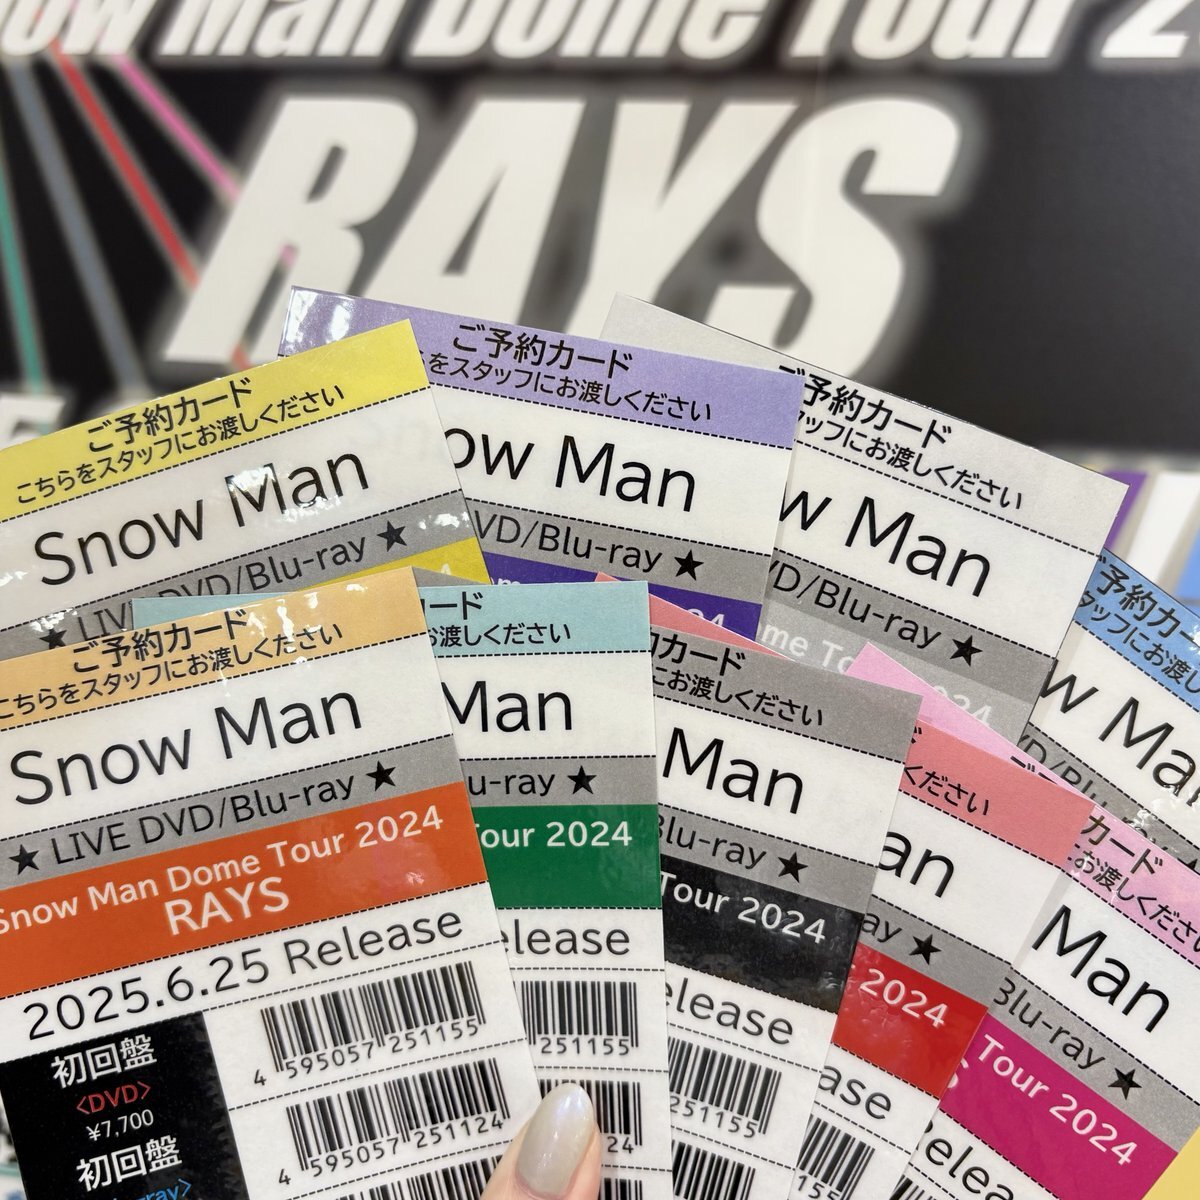 Snow Man Dome Tour 2
RAYS
ご予約カード
こちらをスタッフにお渡しください
Snow Man
★ LIVE DVD/Blu-ray ★
ご予約カード
らをスタッフにお渡しください
ow Man
VD/Blu-ray ★
ご予約カード
スタッフにお渡しください
w Man
VD/Blu-ray ★
me To
2024
ご予約カー
タッフにお渡し
w Ma
ご予約カード
こちらをスタッフにお渡しください
Snow Man
★ LIVE DVD/Blu-ray ★
Snow Man Dome Tour 2024
RAYS
2025.6.25 Release
初回盤
<DVD>
¥7,700
初回盤
4 595057 251155
4 595057 251124
カード
お渡しください
Man
u-ray ★
Tour 2024
elease
251155
カード
にお渡しください
Man
Blu-ray ★
Tour 2024
elease
251155
ください
an
ay ★
2024
ase
カード
お渡しくださ
Man
Blu-ray ★
Tour 2024
elea